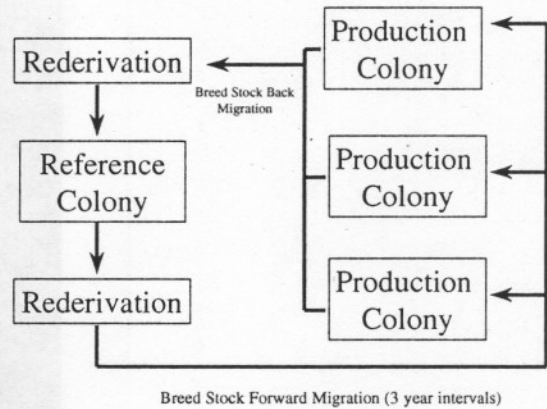 Production
Colony
Rederivation
Breed Stock Back
Migration
Reference
Colony
Production
Colony
Rederivation
Production
Colony
Breed Stock Forward Migration (3 year intervals)